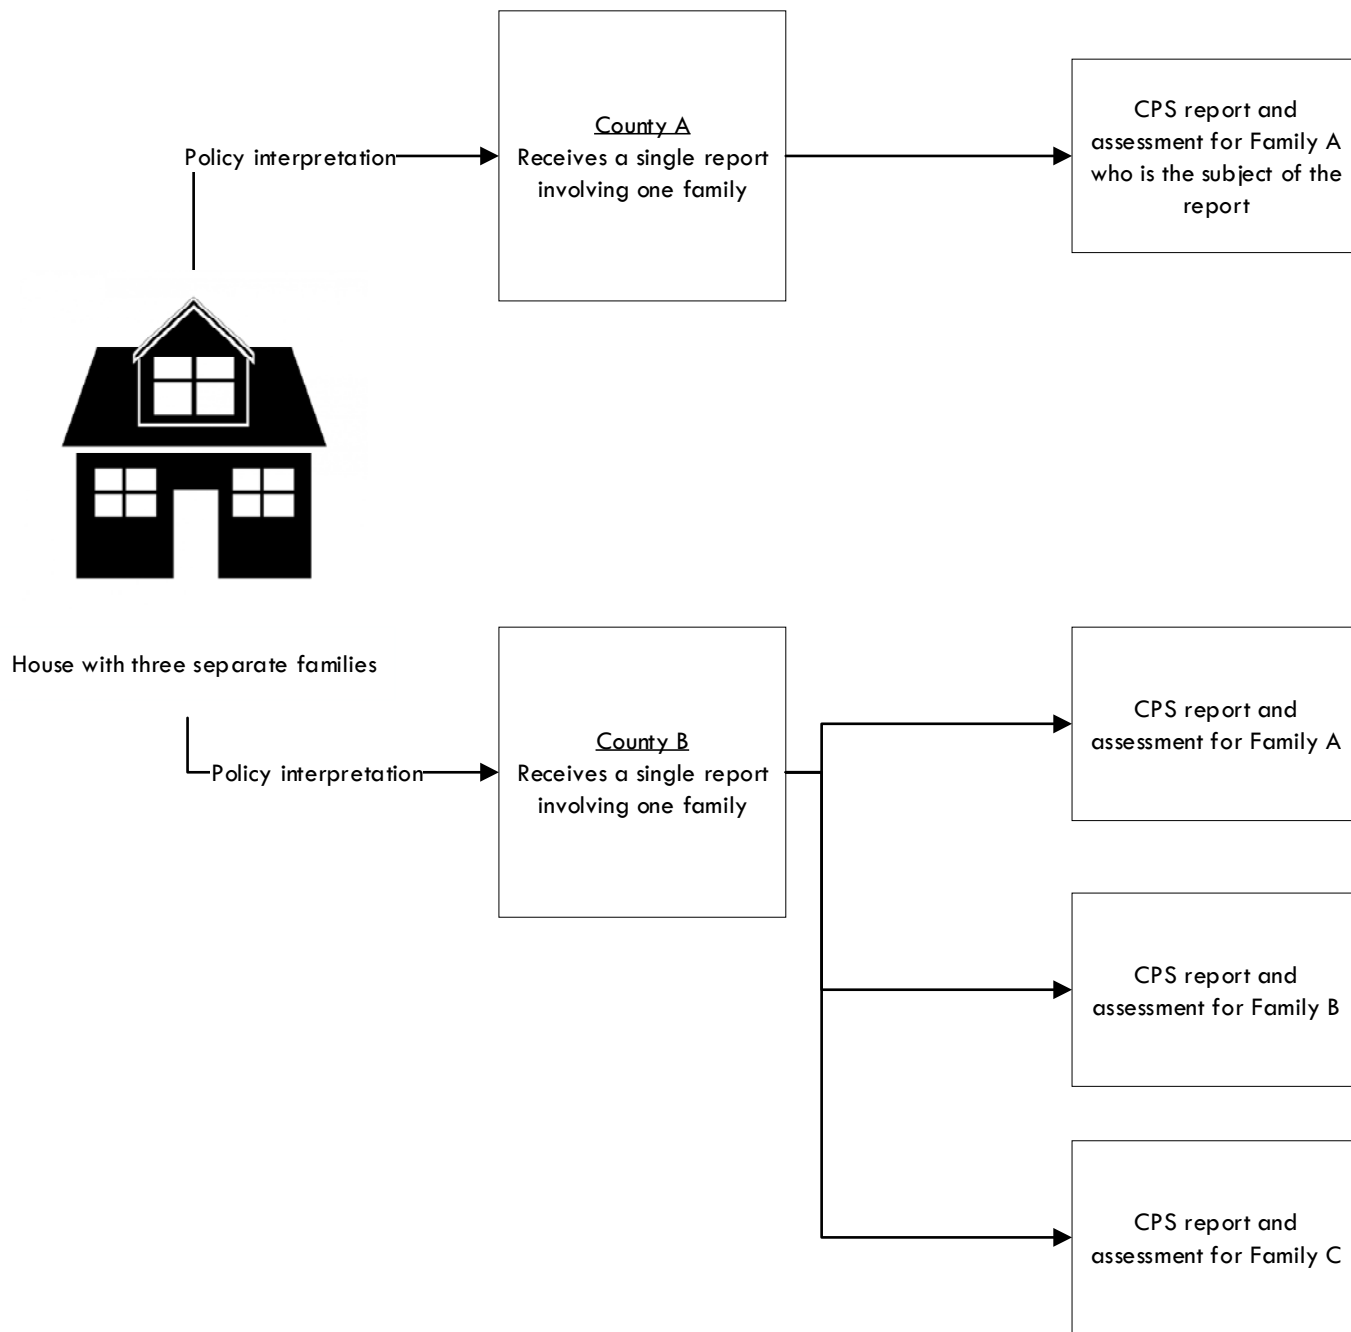 Policy interpretation
County A
Receives a single report
involving one family
CPS report and
assessment for Family A
who is the subject of the
report
House with three separate families
Policy interpretation
County B
Receives a single report
involving one family
CPS report and
assessment for Family A
CPS report and
assessment for Family B
CPS report and
assessment for Family C